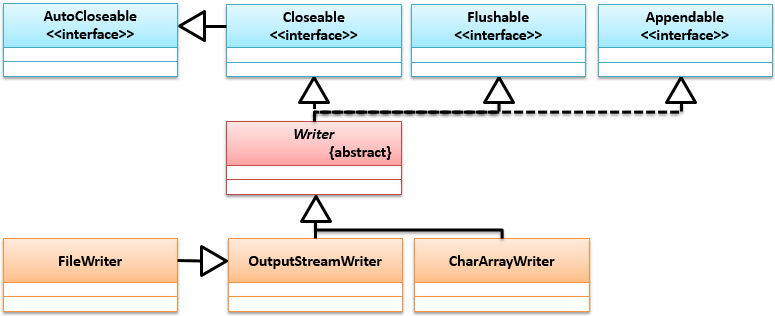 AutoCloseable
<<interface>>
Closeable
<<interface>>
Flushable
<<interface>>
Appendable
<<interface>>
Writer
{abstract}
FileWriter
OutputStreamWriter
CharArrayWriter